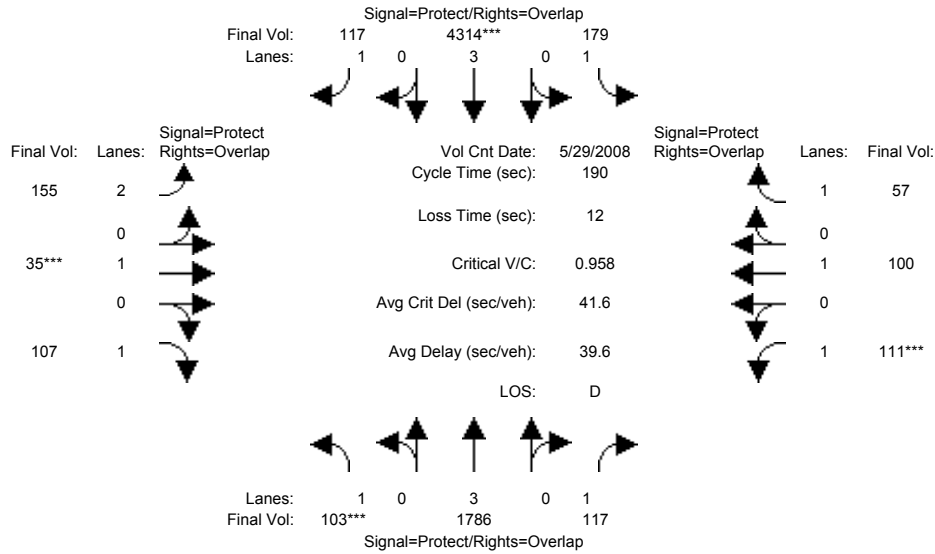 Signal=Protect/Rights=Overlap
Final Vol: 117 4314*** 179
Lanes: 1 0 3 0 1
Signal=Protect
Final Vol: Lanes: Rights=Overlap
Vol Cnt Date: 5/29/2008
Signal=Protect
Rights=Overlap Lanes: Final Vol:
Cycle Time (sec): 190
155 2
1 57
Loss Time (sec): 12
0
0
35*** 1
Critical V/C: 0.958
1 100
0
Avg Crit Del (sec/veh): 41.6
0
107 1
Avg Delay (sec/veh): 39.6
1 111***
LOS: D
Lanes: 1 0 3 0 1
Final Vol: 103*** 1786 117
Signal=Protect/Rights=Overlap